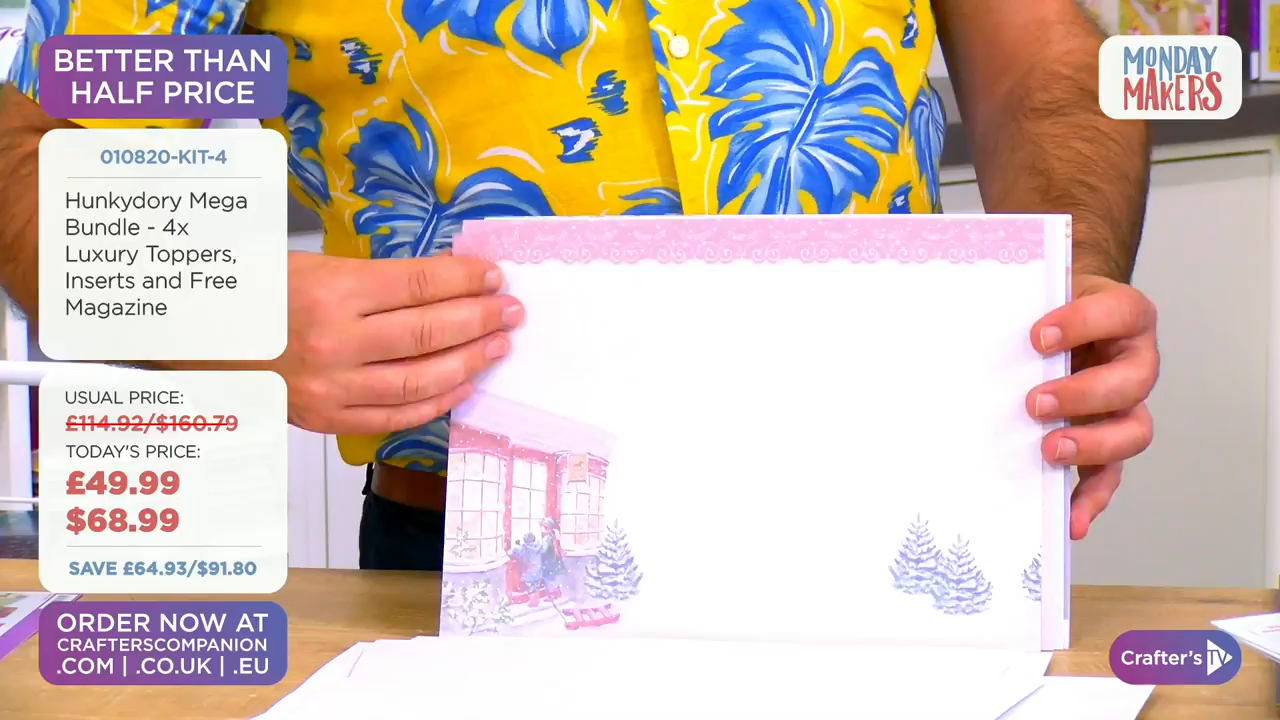 BETTER THAN
HALF PRICE
010820-KIT-4
Hunkydory Mega
Bundle - 4x
Luxury Toppers,
Inserts and Free
Magazine
USUAL PRICE:
£114.92/$160.79
TODAY'S PRICE:
£49.99
$68.99
SAVE £64.93/$91.80
ORDER NOW AT
CRAFTERSCOMPANION
.COM | .CO.UK | .EU
MONDAY
MAKERS
Crafter's TV